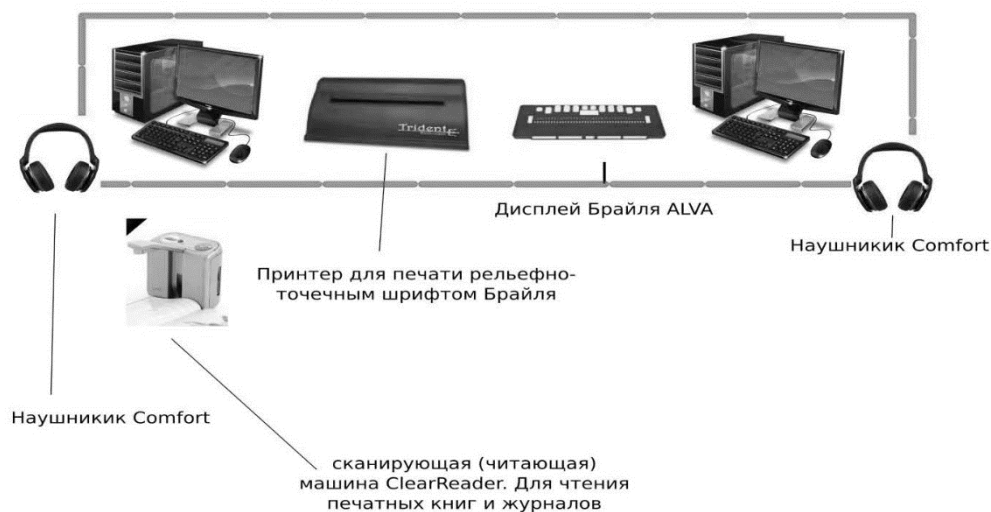 Trident
Дисплей Брайля ALVA
Наушникик Comfort
Принтер для печати рельефно-
точечным шрифтом Брайля
Наушникик Comfort
сканирующая (читающая)
машина ClearReader. Для чтения
печатных книг и журналов